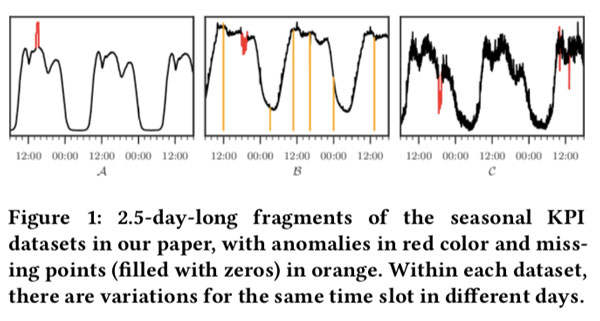 12:00 00:00 12:00 00:00 12:00
12:00 00:00 12:00 00:00 12:00
12:00 00:00 12:00 00:00 12:00
A
B
C
Figure 1: 2.5-day-long fragments of the seasonal KPI
datasets in our paper, with anomalies in red color and miss-
ing points (filled with zeros) in orange. Within each dataset,
there are variations for the same time slot in different days.